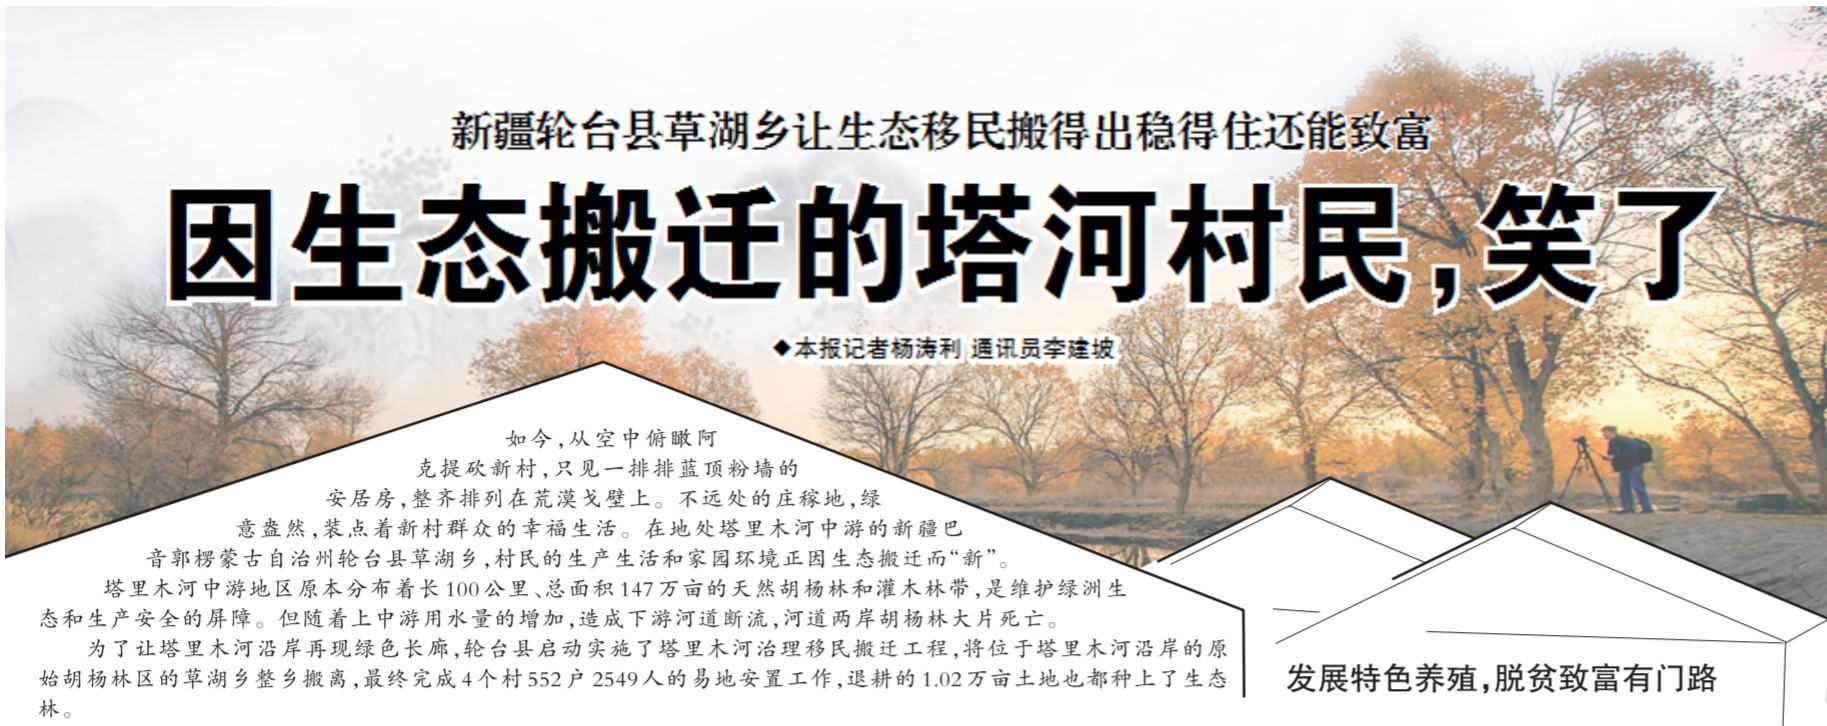 新疆轮台县草湖乡让生态移民搬得出稳得住还能致富
因生态搬迁的塔河村民,笑了
◆本报记者杨涛利 通讯员李建坡
如今,从空中俯瞰阿
克提砍新村,只见一排排蓝顶粉墙的
安居房,整齐排列在荒漠戈壁上。不远处的庄稼地,绿
意盎然,装点着新村群众的幸福生活。在地处塔里木河中游的新疆巴
音郭楞蒙古自治州轮台县草湖乡,村民的生产生活和家园环境正因生态搬迁而“新”。
塔里木河中游地区原本分布着长100公里、总面积147万亩的天然胡杨林和灌木林带,是维护绿洲生
态和生产安全的屏障。但随着上中游用水量的增加,造成下游河道断流,河道两岸胡杨林大片死亡。
为了让塔里木河沿岸再现绿色长廊,轮台县启动实施了塔里木河治理移民搬迁工程,将位于塔里木河沿岸的原
始胡杨林区的草湖乡整乡搬离,最终完成4个村552户2549人的易地安置工作,退耕的1.02万亩土地也都种上了生态
林。
发展特色养殖,脱贫致富有门路